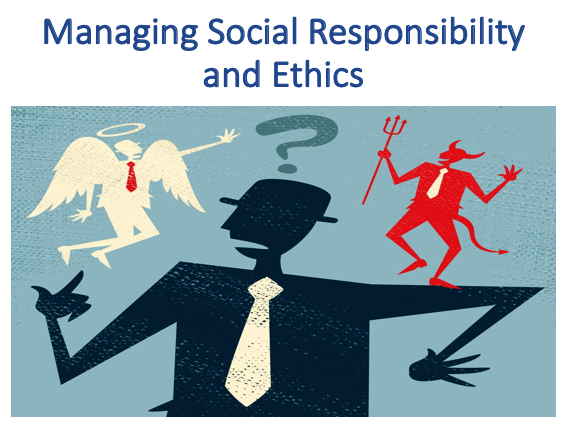 Managing Social Responsibility
and Ethics
?